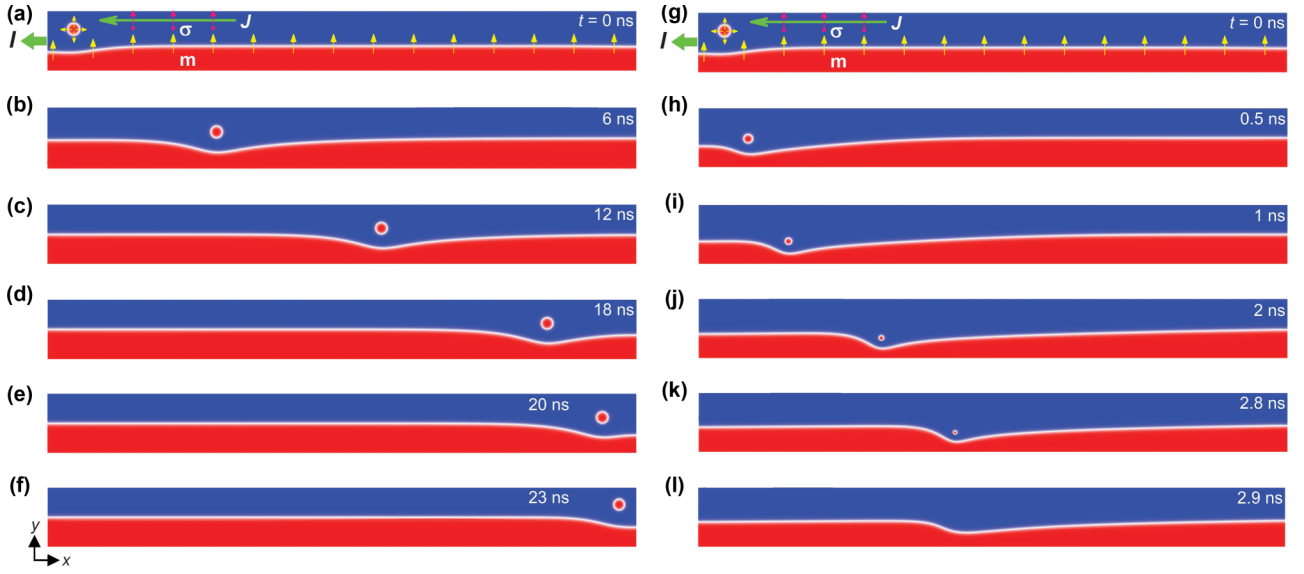 (a) t = 0 ns
I σ J
m
(b) 6 ns
(c) 12 ns
(d) 18 ns
(e) 20 ns
(f) 23 ns
y
x
(g) t = 0 ns
I σ J
m
(h) 0.5 ns
(i) 1 ns
(j) 2 ns
(k) 2.8 ns
(l) 2.9 ns